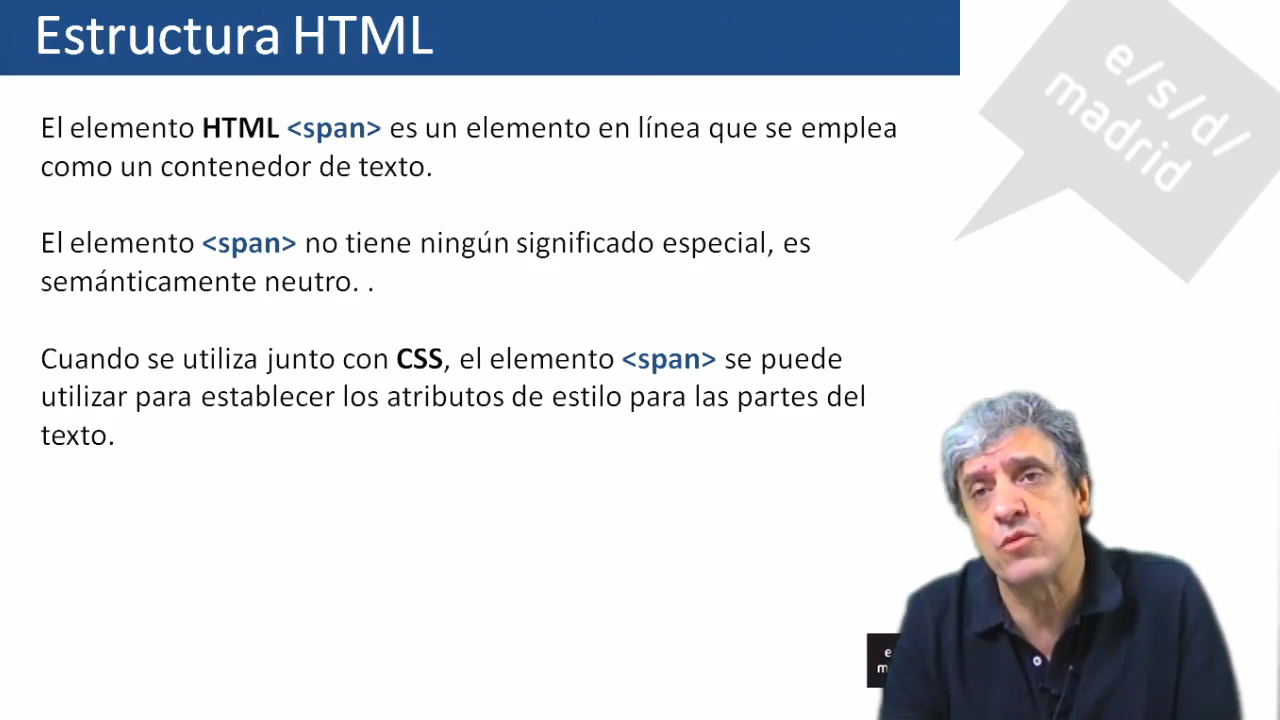 Estructura HTML
e/s/d/
madrid
El elemento HTML <span> es un elemento en línea que se emplea
como un contenedor de texto.
El elemento <span> no tiene ningún significado especial, es
semánticamente neutro. .
Cuando se utiliza junto con CSS, el elemento <span> se puede
utilizar para establecer los atributos de estilo para las partes del
texto.